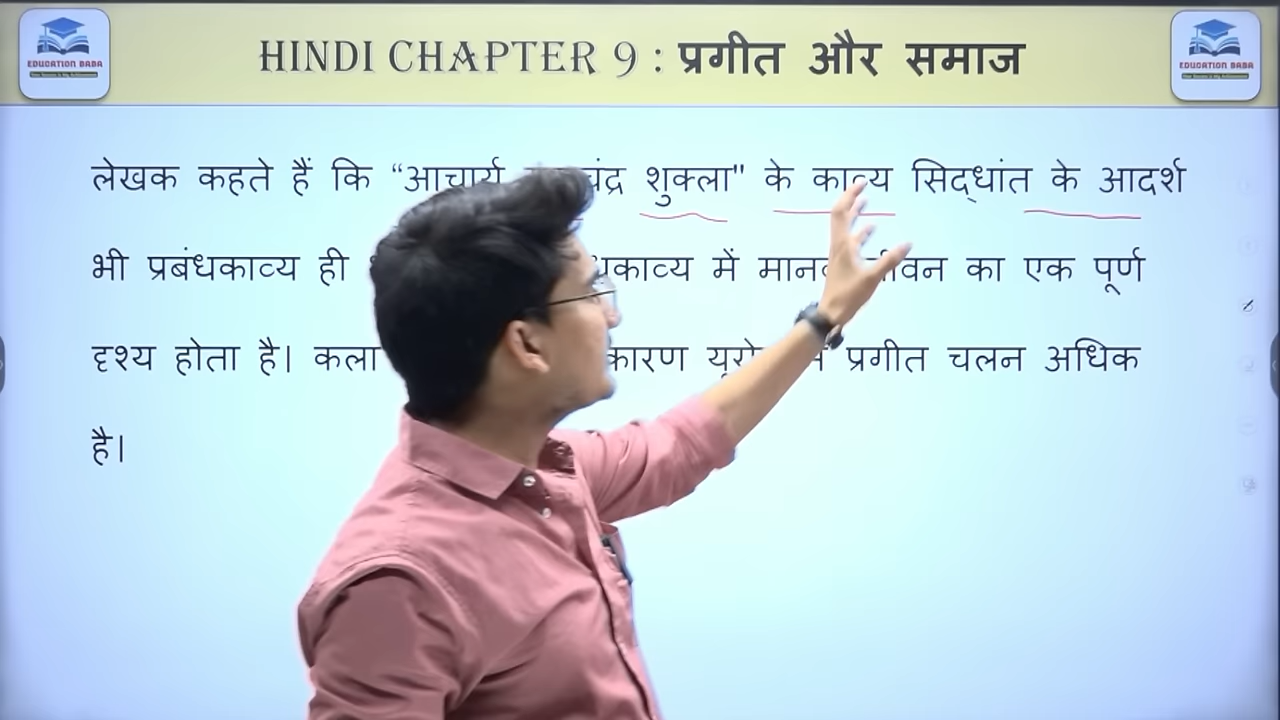 HINDI CHAPTER 9 : प्रगीत और समाज
EDUCATION BABA
EDUCATION BABA
लेखक कहते हैं कि “आचार्य शुक्ला" के काव्य सिद्धांत के आदर्श
भी प्रबंधकाव्य ही में मानव जीवन का एक पूर्ण
दृश्य होता है। कला कारण प्रगीत चलन अधिक
है।